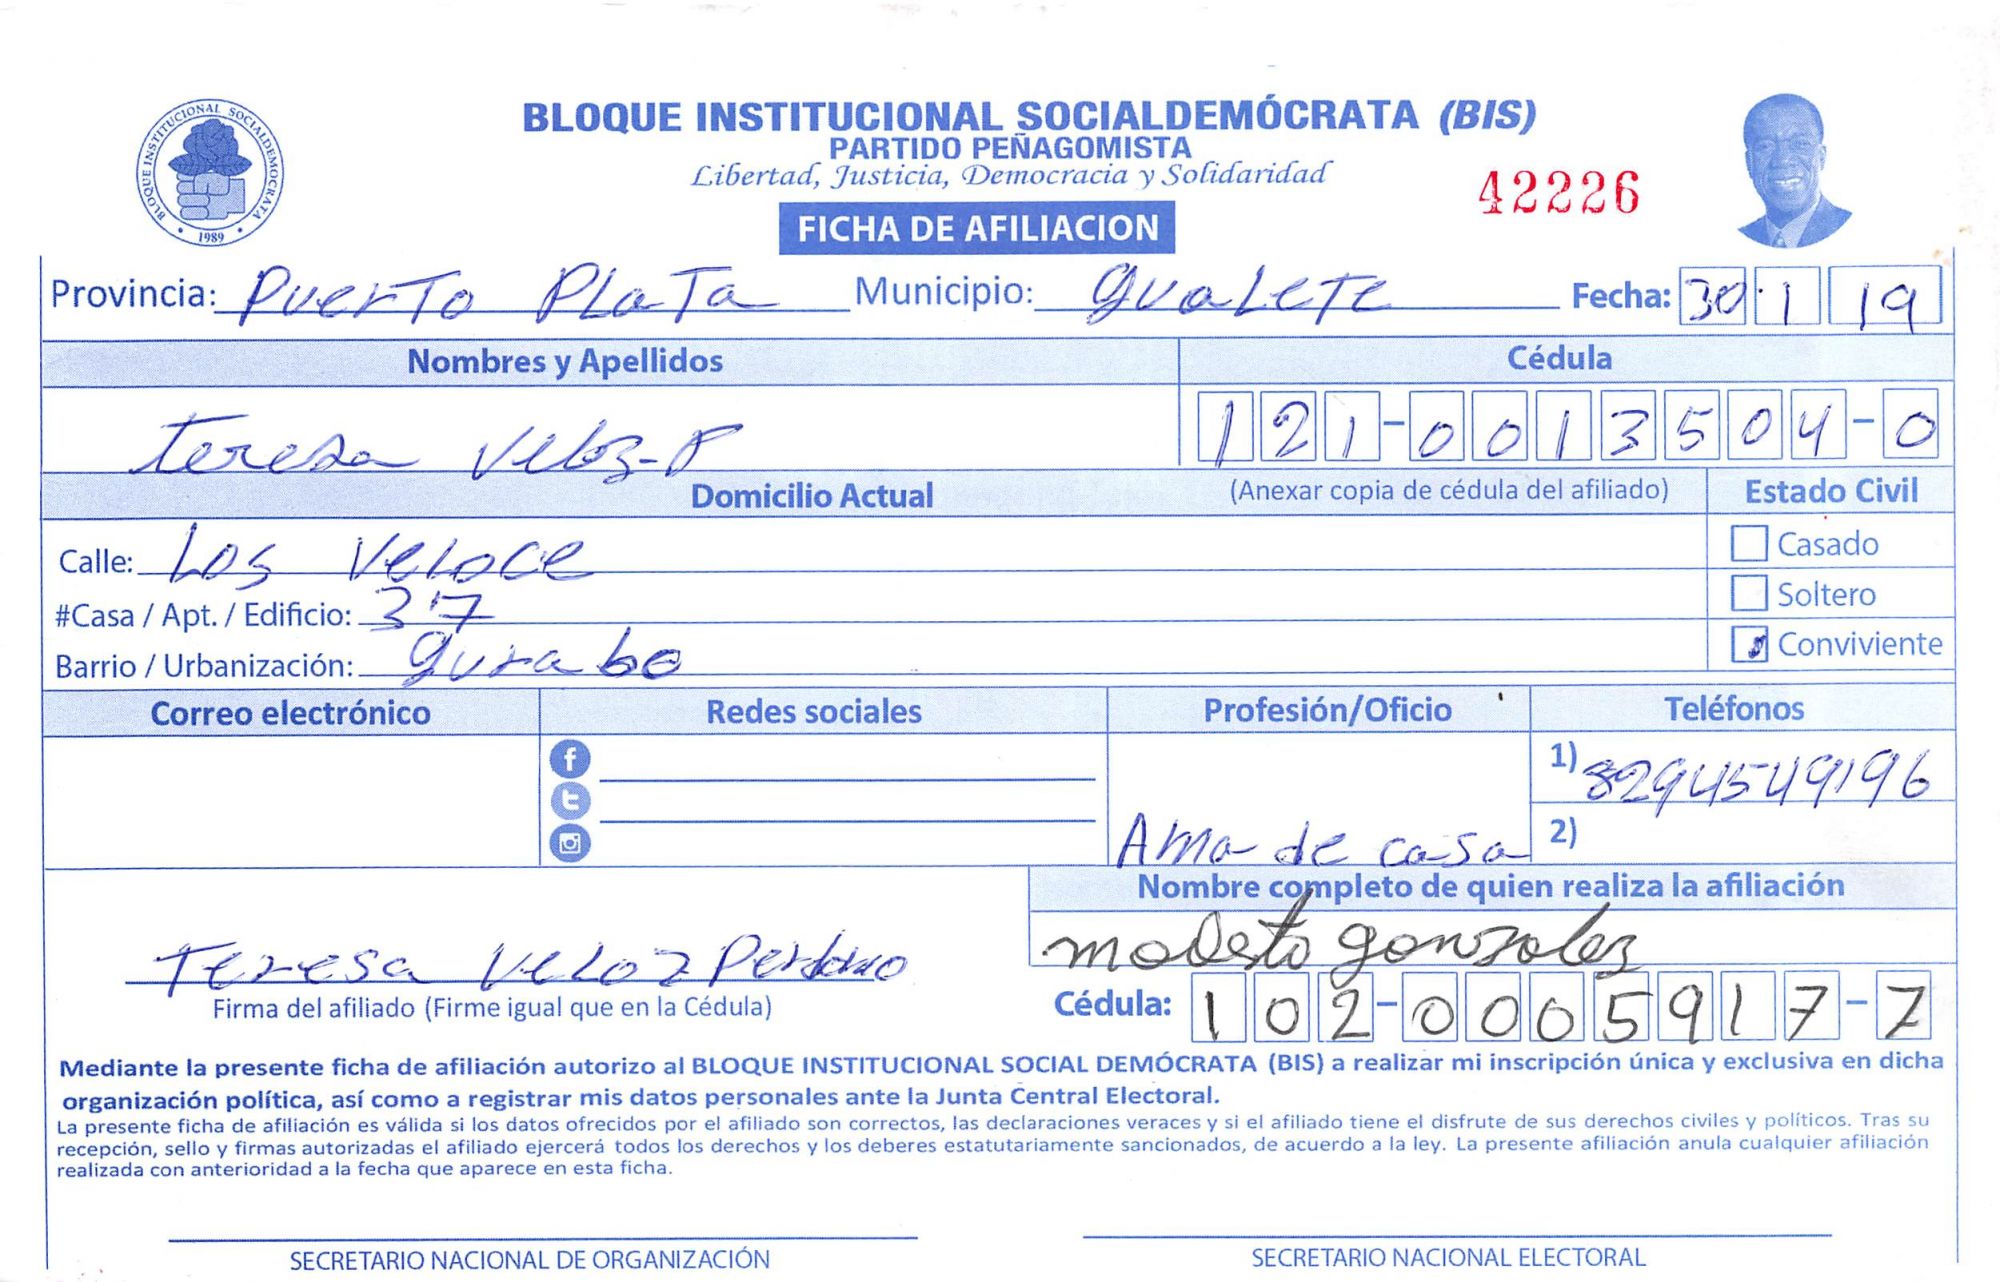 BLOQUE INSTITUCIONAL SOCIALDEMÓCRATA (BIS)
PARTIDO PEÑAGOMISTA
Libertad, Justicia, Democracia y Solidaridad
42226
BLOQUE INSTITUCIONAL SOCIALDEMOCRATA
1989
FICHA DE AFILIACION
Provincia: Puerto Plata Municipio: gualete Fecha: 30 1 19
Nombres y Apellidos Cédula
teresa Veloz-P 121-0013504-0
Domicilio Actual (Anexar copia de cédula del afiliado) Estado Civil
Calle: Los Veloce Casado
#Casa / Apt. / Edificio: 37 Soltero
Barrio / Urbanización: gurabo Conviviente
Correo electrónico Redes sociales Profesión/Oficio Teléfonos
1) 8294549196
Ama de casa 2)
Nombre completo de quien realiza la afiliación
Teresa Veloz Perdomo modesto gonzalez
Firma del afiliado (Firme igual que en la Cédula) Cédula: 102-0005917-7
Mediante la presente ficha de afiliación autorizo al BLOQUE INSTITUCIONAL SOCIAL DEMÓCRATA (BIS) a realizar mi inscripción única y exclusiva en dicha
organización política, así como a registrar mis datos personales ante la Junta Central Electoral.
La presente ficha de afiliación es válida si los datos ofrecidos por el afiliado son correctos, las declaraciones veraces y si el afiliado tiene el disfrute de sus derechos civiles y políticos. Tras su
recepción, sello y firmas autorizadas el afiliado ejercerá todos los derechos y los deberes estatutariamente sancionados, de acuerdo a la ley. La presente afiliación anula cualquier afiliación
realizada con anterioridad a la fecha que aparece en esta ficha.
SECRETARIO NACIONAL DE ORGANIZACIÓN SECRETARIO NACIONAL ELECTORAL